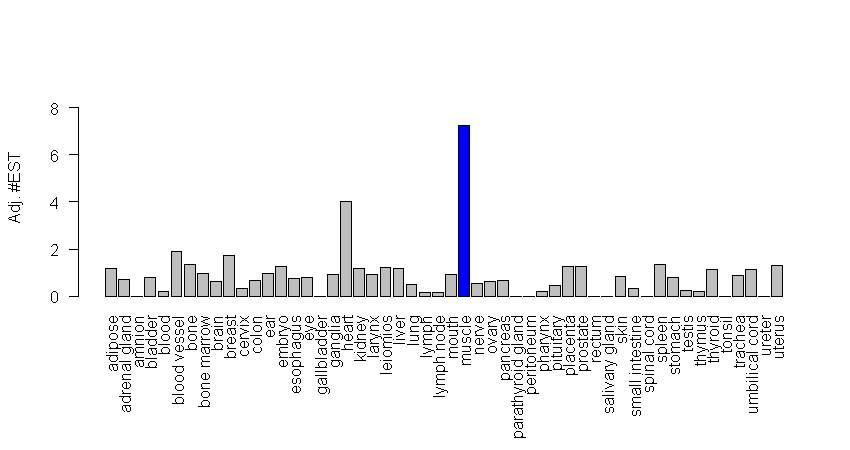 Adj. #EST
8
6
4
2
0
adipose
adrenal gland
amnion
bladder
blood
blood vessel
bone
bone marrow
brain
breast
cervix
colon
ear
embryo
esophagus
eye
gallbladder
ganglia
heart
kidney
larynx
leiomios
liver
lung
lymph
lymph node
mouth
muscle
nerve
ovary
pancreas
parathyroid gland
peritoneum
pharynx
pituitary
placenta
prostate
rectum
salivary gland
skin
small intestine
spinal cord
spleen
stomach
testis
thymus
thyroid
tonsil
trachea
umbilical cord
ureter
uterus